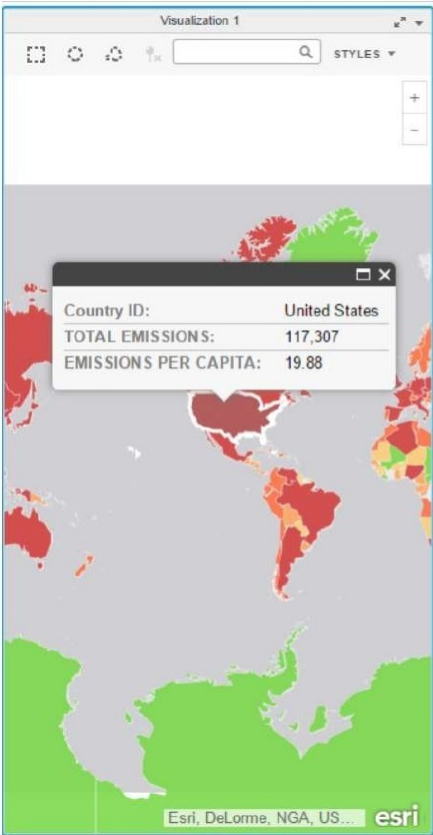 Visualization 1
STYLES
+
-
Country ID: United States
TOTAL EMISSIONS: 117,307
EMISSIONS PER CAPITA: 19.88
Esri, DeLorme, NGA, US...
esri